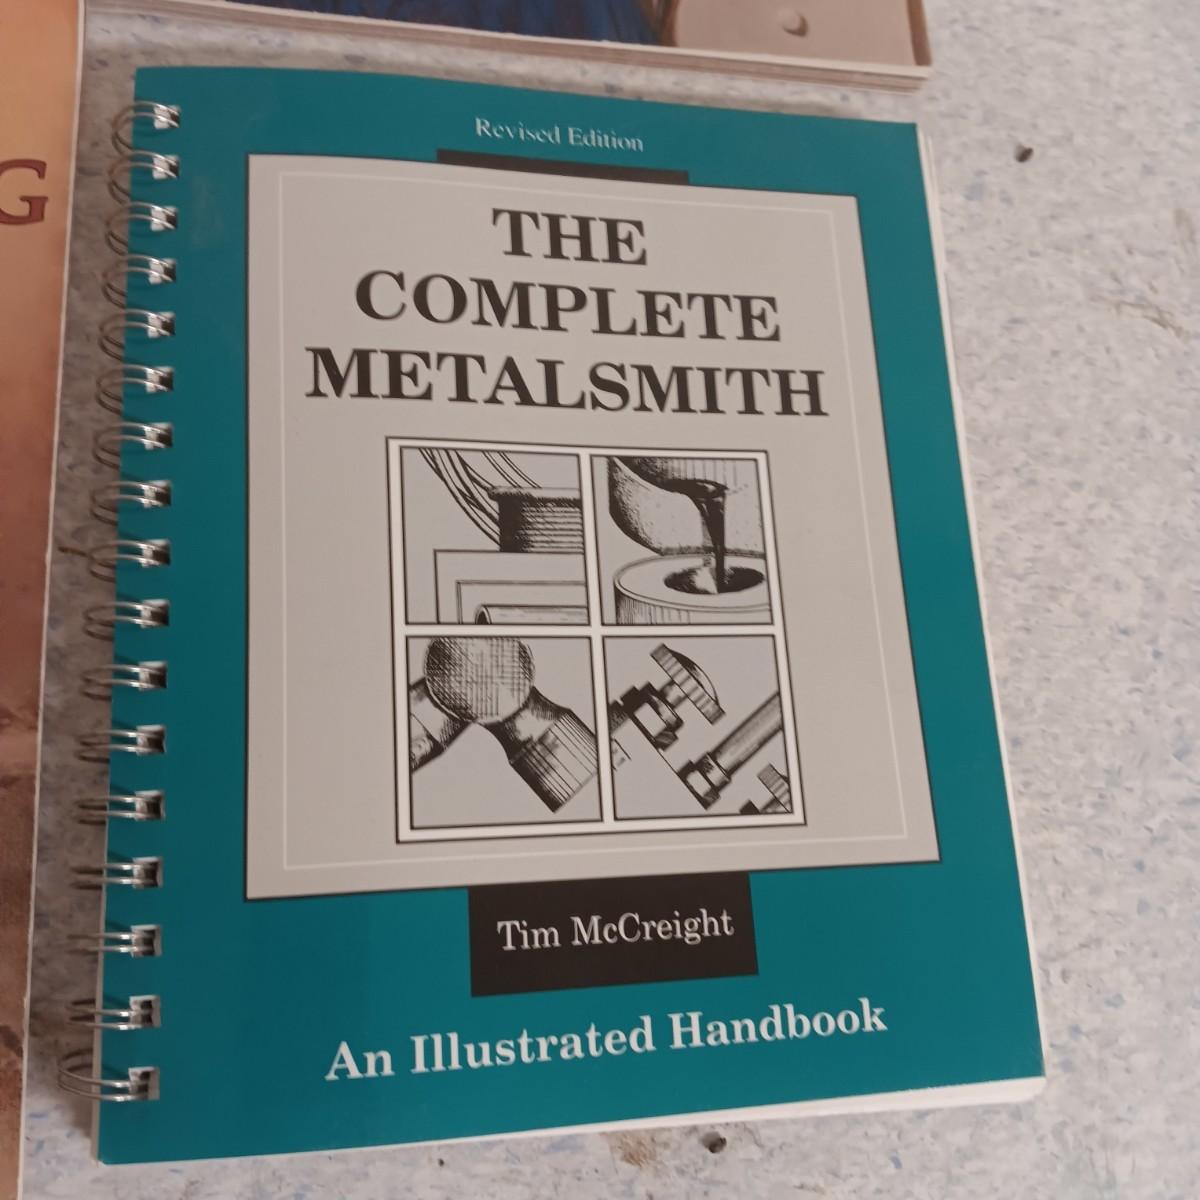 Revised Edition
THE
COMPLETE
METALSMITH
Tim McCreight
An Illustrated Handbook
G